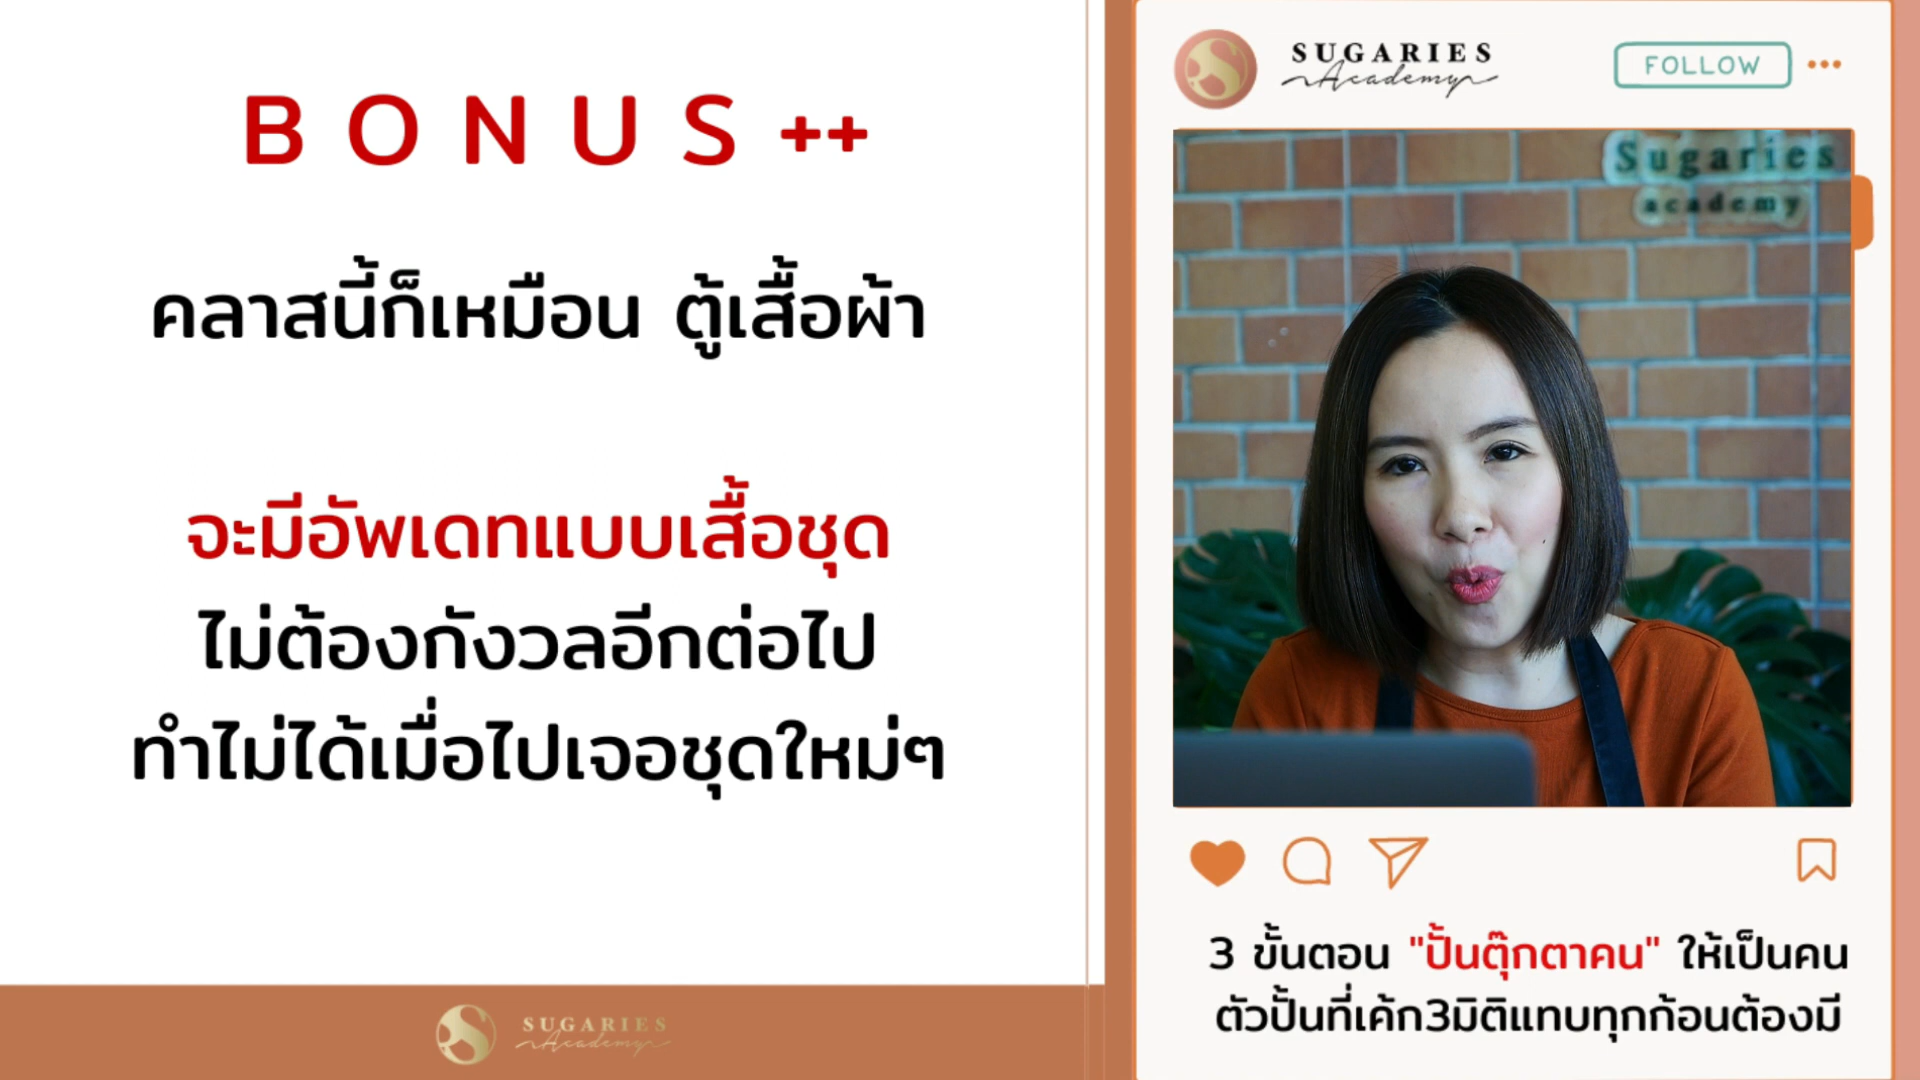 B O N U S ++
คลาสนี้ก็เหมือน ตู้เสื้อผ้า
จะมีอัพเดทแบบเสื้อชุด
ไม่ต้องกังวลอีกต่อไป
ทำไม่ได้เมื่อไปเจอชุดใหม่ๆ
SUGARIES
Academy
SUGARIES
Academy
FOLLOW
Sugaries
academy
3 ขั้นตอน "ปั้นตุ๊กตาคน" ให้เป็นคน
ตัวปั้นที่เค้ก3มิติแทบทุกก้อนต้องมี